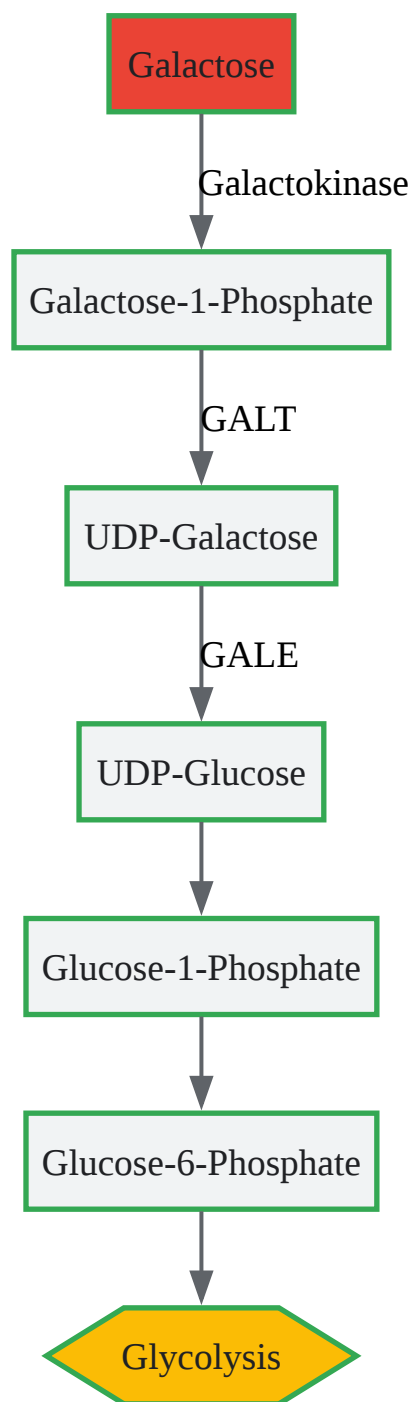 Galactose
Galactokinase
Galactose-1-Phosphate
GALT
UDP-Galactose
GALE
UDP-Glucose
Glucose-1-Phosphate
Glucose-6-Phosphate
Glycolysis